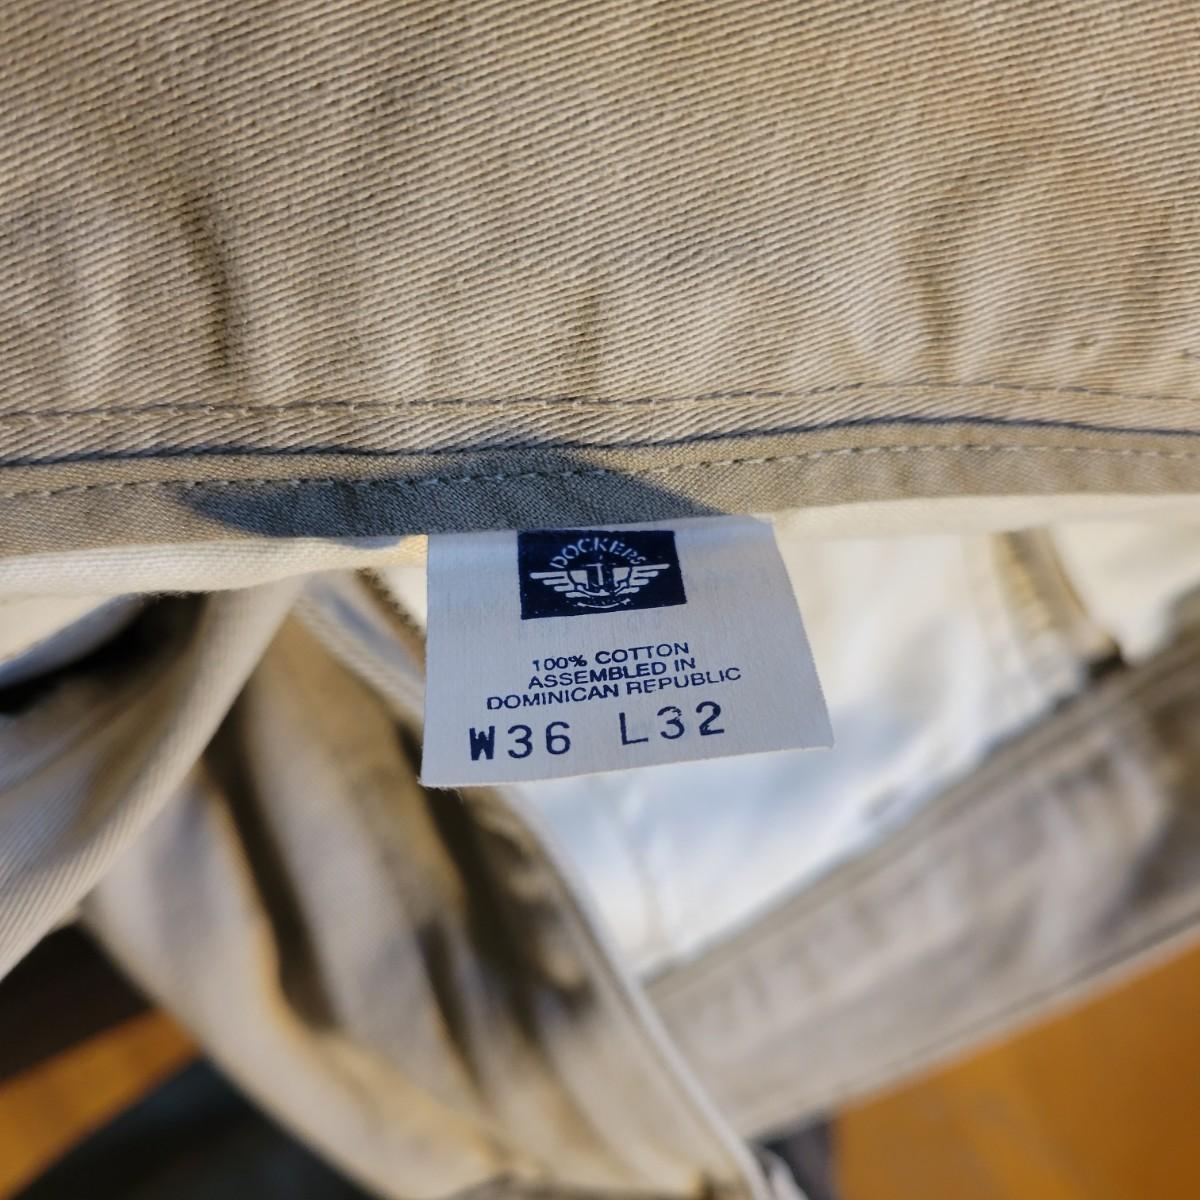 DOCKERS
100% COTTON
ASSEMBLED IN
DOMINICAN REPUBLIC
W36 L32